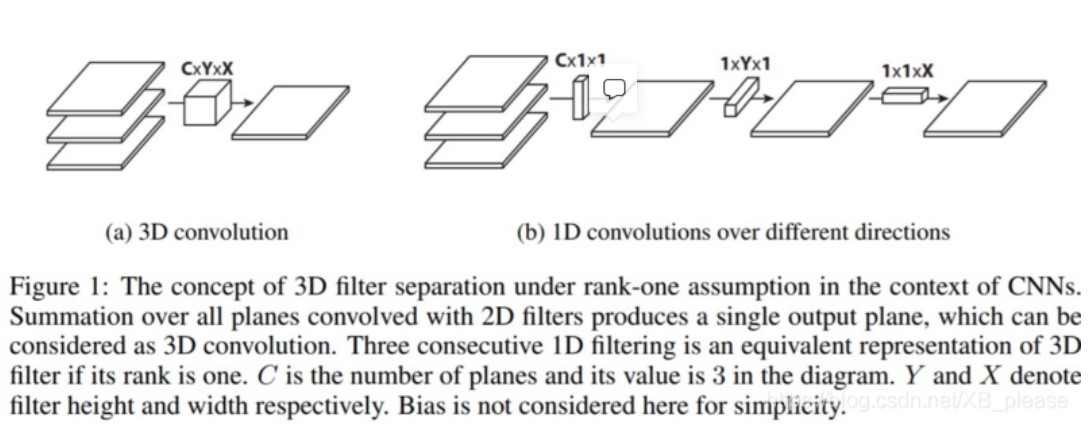 CxYxX
Cx1x1
1xYx1
1x1xX
(a) 3D convolution
(b) 1D convolutions over different directions
Figure 1: The concept of 3D filter separation under rank-one assumption in the context of CNNs.
Summation over all planes convolved with 2D filters produces a single output plane, which can be
considered as 3D convolution. Three consecutive 1D filtering is an equivalent representation of 3D
filter if its rank is one. C is the number of planes and its value is 3 in the diagram. Y and X denote
filter height and width respectively. Bias is not considered here for simplicity.
blog.csdn.net/XB_please